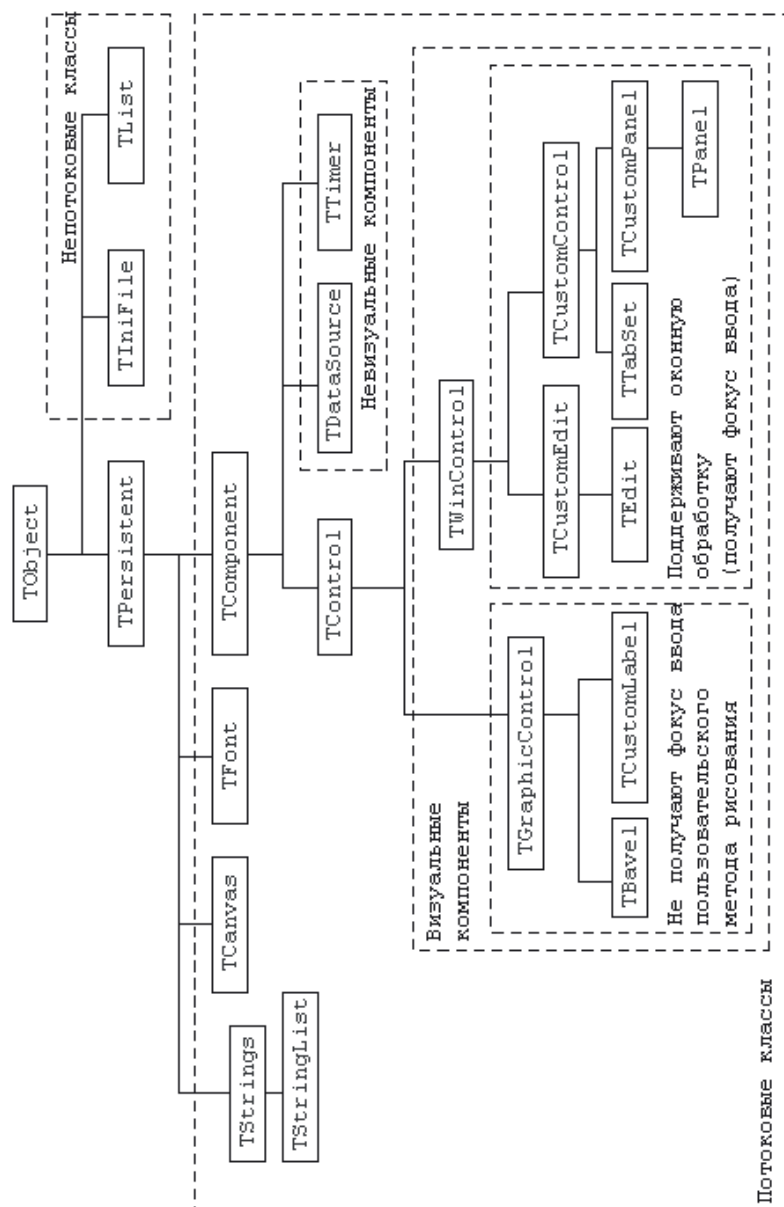 TObject
Непотоковые классы
TPersistent
TIniFile
TList
TStrings
TCanvas
TFont
TComponent
TStringList
TControl
TDataSource
TTimer
Невизуальные компоненты
Визуальные
компоненты
TGraphicControl
TWinControl
TBavel
TCustomLabel
TCustomEdit
TCustomControl
TEdit
TTabSet
TCustomPanel
TPanel
Не получают фокус ввода
пользовательского
метода рисования
Поддерживают оконную
обработку
(получают фокус ввода)
Потоковые классы